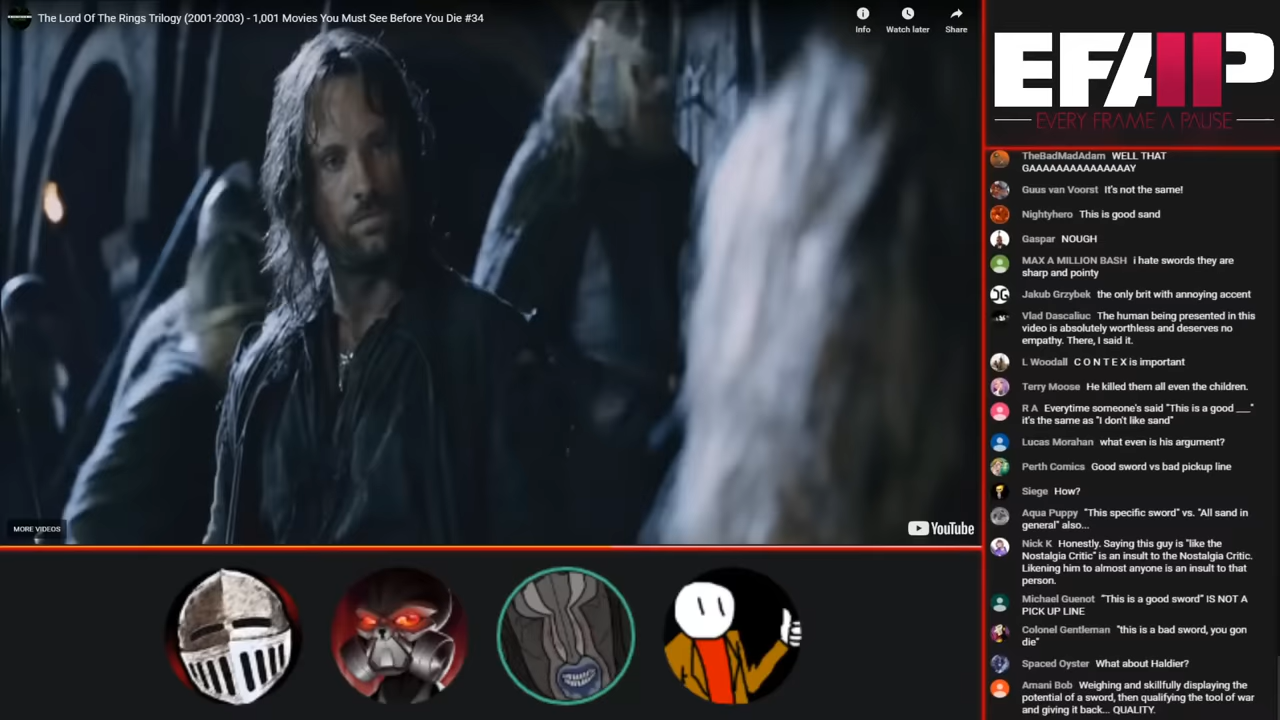 The Lord Of The Rings Trilogy (2001-2003) - 1,001 Movies You Must See Before You Die #34
Info
Watch later
Share
MORE VIDEOS
YouTube
EFAP
EVERY FRAME A PAUSE
TheBadMadAdam WELL THAT
GAAAAAAAAAAAAAAAY
Guus van Voorst It's not the same!
Nightyhero This is good sand
Gaspar NOUGH
MAX A MILLION BASH i hate swords they are
sharp and pointy
Jakub Grzybek the only brit with annoying accent
Vlad Dascaliuc The human being presented in this
video is absolutely worthless and deserves no
empathy. There, I said it.
L Woodall C O N T E X is important
Terry Moose He killed them all even the children.
R A Everytime someone's said "This is a good ___"
it's the same as "I don't like sand"
Lucas Morahan what even is his argument?
Perth Comics Good sword vs bad pickup line
Siege How?
Aqua Puppy "This specific sword" vs. "All sand in
general" also...
Nick K Honestly. Saying this guy is "like the
Nostalgia Critic" is an insult to the Nostalgia Critic.
Likening him to almost anyone is an insult to that
person.
Michael Guenot "This is a good sword" IS NOT A
PICK UP LINE
Colonel Gentleman "this is a bad sword, you gon
die"
Spaced Oyster What about Haldier?
Amani Bob Weighing and skillfully displaying the
potential of a sword, then qualifying the tool of war
and giving it back... QUALITY.